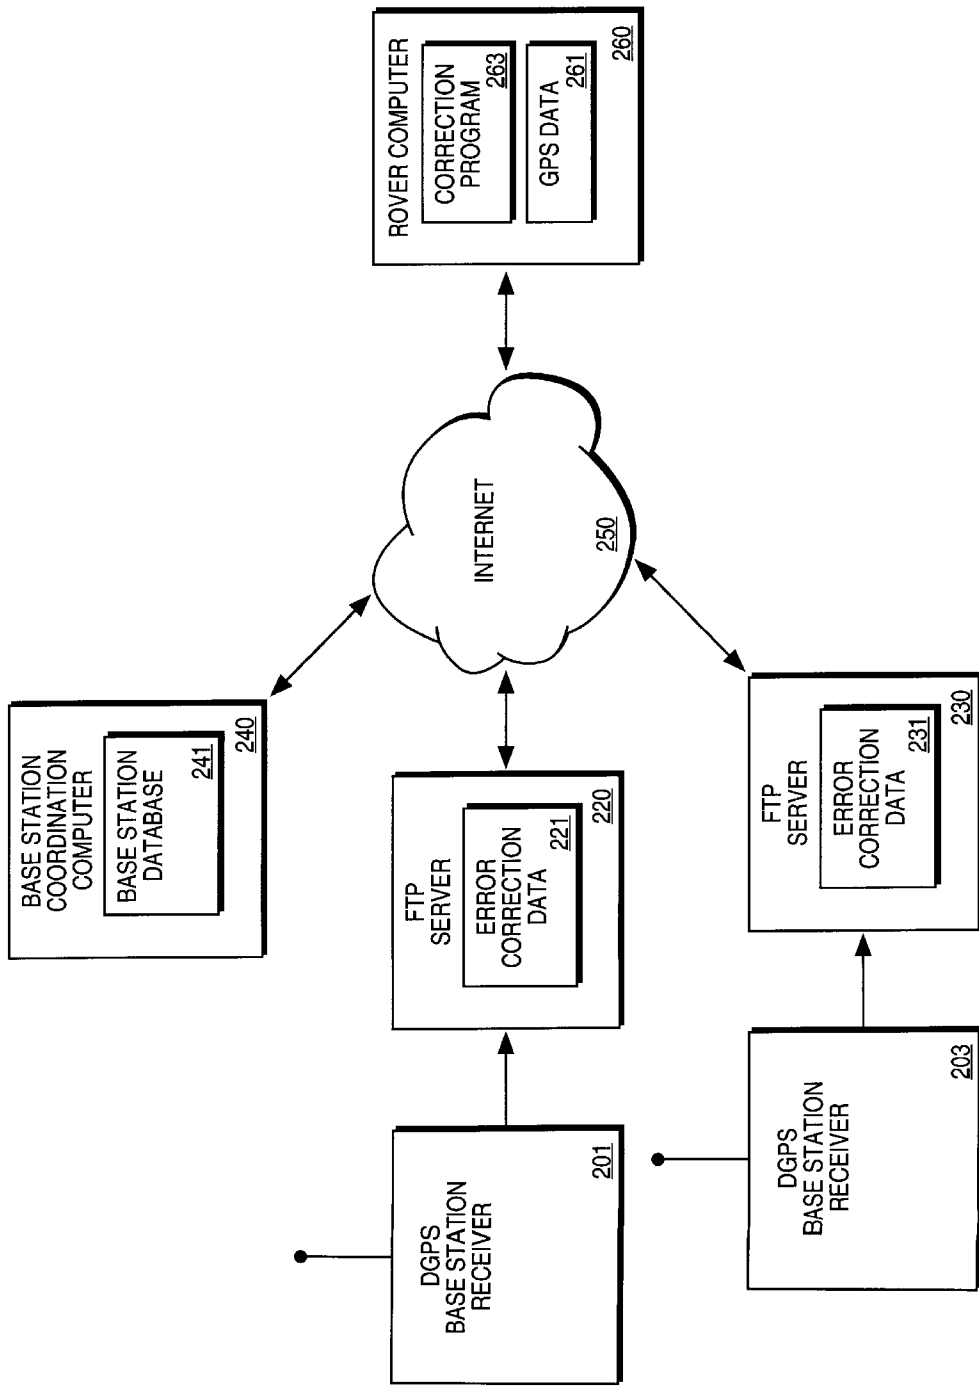 BASE STATION
COORDINATION
COMPUTER
BASE STATION
DATABASE
241
240
FTP
SERVER
ERROR
CORRECTION
DATA
221
220
DGPS
BASE STATION
RECEIVER
201
DGPS
BASE STATION
RECEIVER
203
FTP
SERVER
ERROR
CORRECTION
DATA
231
230
INTERNET
250
ROVER COMPUTER
CORRECTION
PROGRAM
263
GPS DATA
261
260